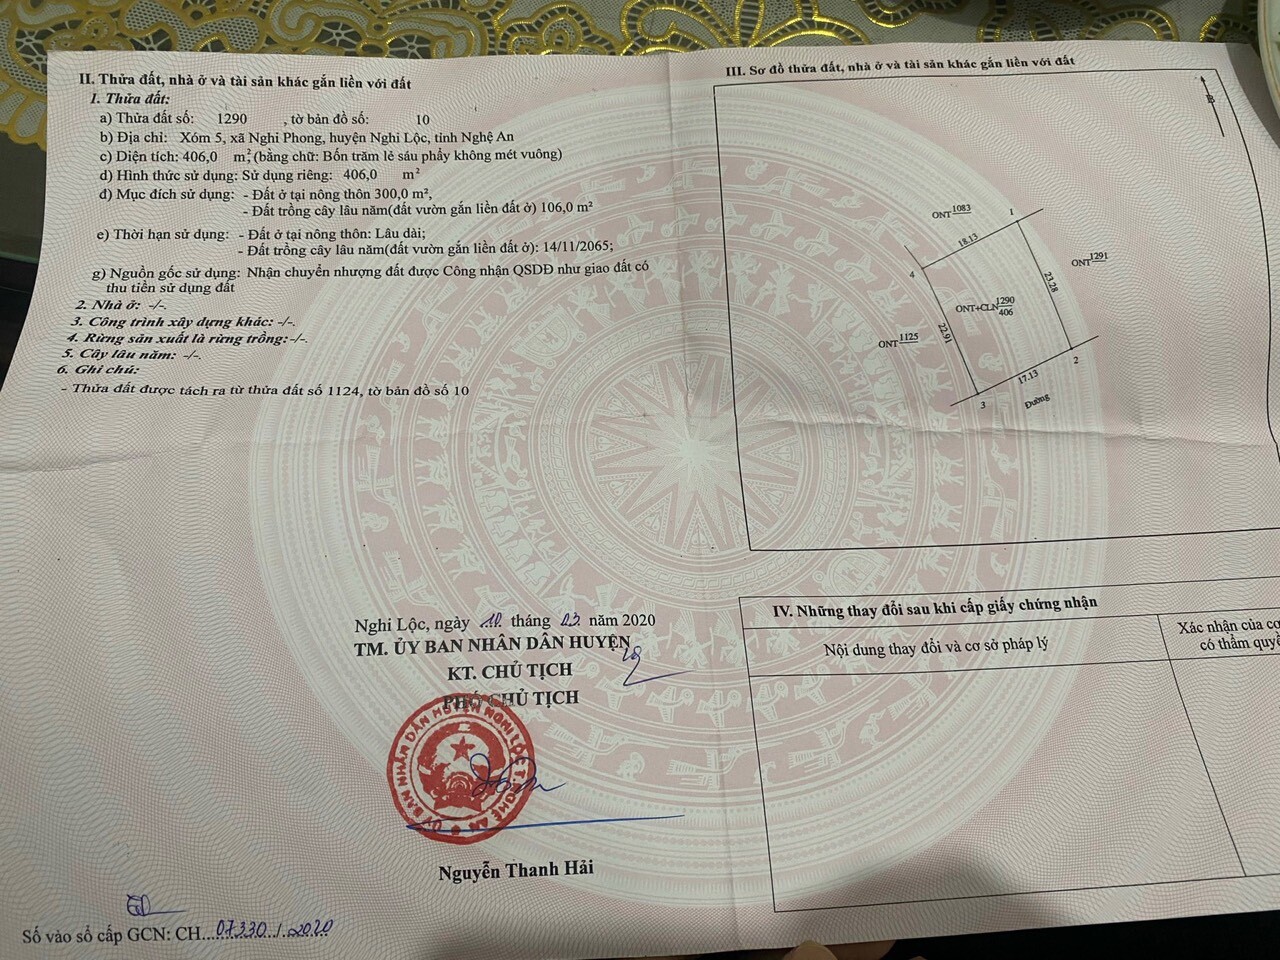 II. Thửa đất, nhà ở và tài sản khác gắn liền với đất
1. Thửa đất:
a) Thửa đất số: 1290 , tờ bản đồ số: 10
b) Địa chỉ: Xóm 5, xã Nghi Phong, huyện Nghi Lộc, tỉnh Nghệ An
c) Diện tích: 406,0 m², (bằng chữ: Bốn trăm lẻ sáu phẩy không mét vuông)
d) Hình thức sử dụng: Sử dụng riêng: 406,0 m²
đ) Mục đích sử dụng: - Đất ở tại nông thôn 300,0 m²,
- Đất trồng cây lâu năm(đất vườn gắn liền đất ở) 106,0 m²
e) Thời hạn sử dụng: - Đất ở tại nông thôn: Lâu dài;
- Đất trồng cây lâu năm(đất vườn gắn liền đất ở): 14/11/2065;
g) Nguồn gốc sử dụng: Nhận chuyển nhượng đất được Công nhận QSDĐ như giao đất có
thu tiền sử dụng đất
2. Nhà ở: -/-.
3. Công trình xây dựng khác: -/-.
4. Rừng sản xuất là rừng trồng:-/-.
5. Cây lâu năm: -/-.
6. Ghi chú:
- Thửa đất được tách ra từ thửa đất số 1124, tờ bản đồ số 10
Nghi Lộc, ngày tháng 03 năm 2020
TM. ỦY BAN NHÂN DÂN HUYỆN
KT. CHỦ TỊCH
PHÓ CHỦ TỊCH
ỦY BAN NHÂN DÂN HUYỆN NGHI LỘC T. NGHỆ AN
Nguyễn Thanh Hải
Số vào sổ cấp GCN: CH...07330../.2020
III. Sơ đồ thửa đất, nhà ở và tài sản khác gắn liền với đất
B
ONT 1083
1
18.13
4
ONT 1291
23.28
ONT+CLN 1290
406
22.91
ONT 1125
2
17.13
3
Đường
IV. Những thay đổi sau khi cấp giấy chứng nhận
Nội dung thay đổi và cơ sở pháp lý
Xác nhận của cơ
có thẩm quyề